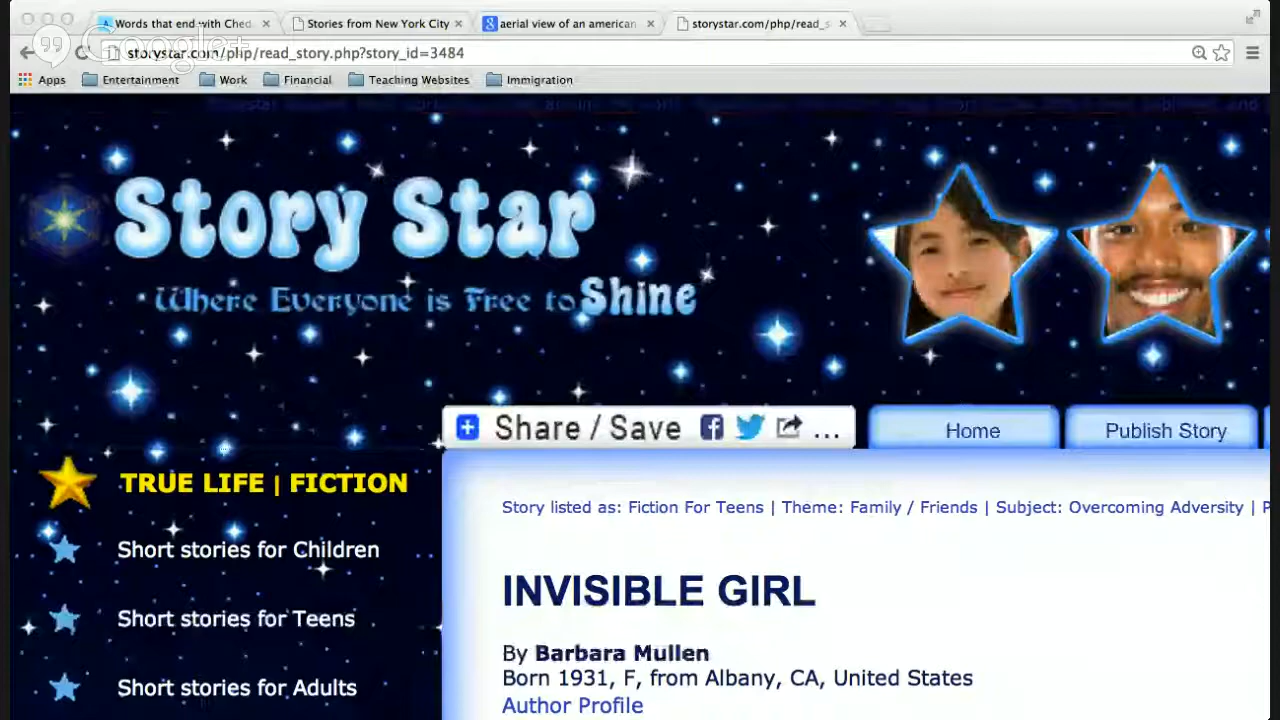 Words that end with Ched
Stories from New York City
aerial view of an american
storystar.com/php/read_s
Google+
storystar.com/php/read_story.php?story_id=3484
Apps
Entertainment
Work
Financial
Teaching Websites
Immigration
Story Star
Where Everyone is Free to Shine
Share / Save
...
Home
Publish Story
TRUE LIFE | FICTION
Short stories for Children
Short stories for Teens
Short stories for Adults
Story listed as: Fiction For Teens | Theme: Family / Friends | Subject: Overcoming Adversity |
INVISIBLE GIRL
By Barbara Mullen
Born 1931, F, from Albany, CA, United States
Author Profile